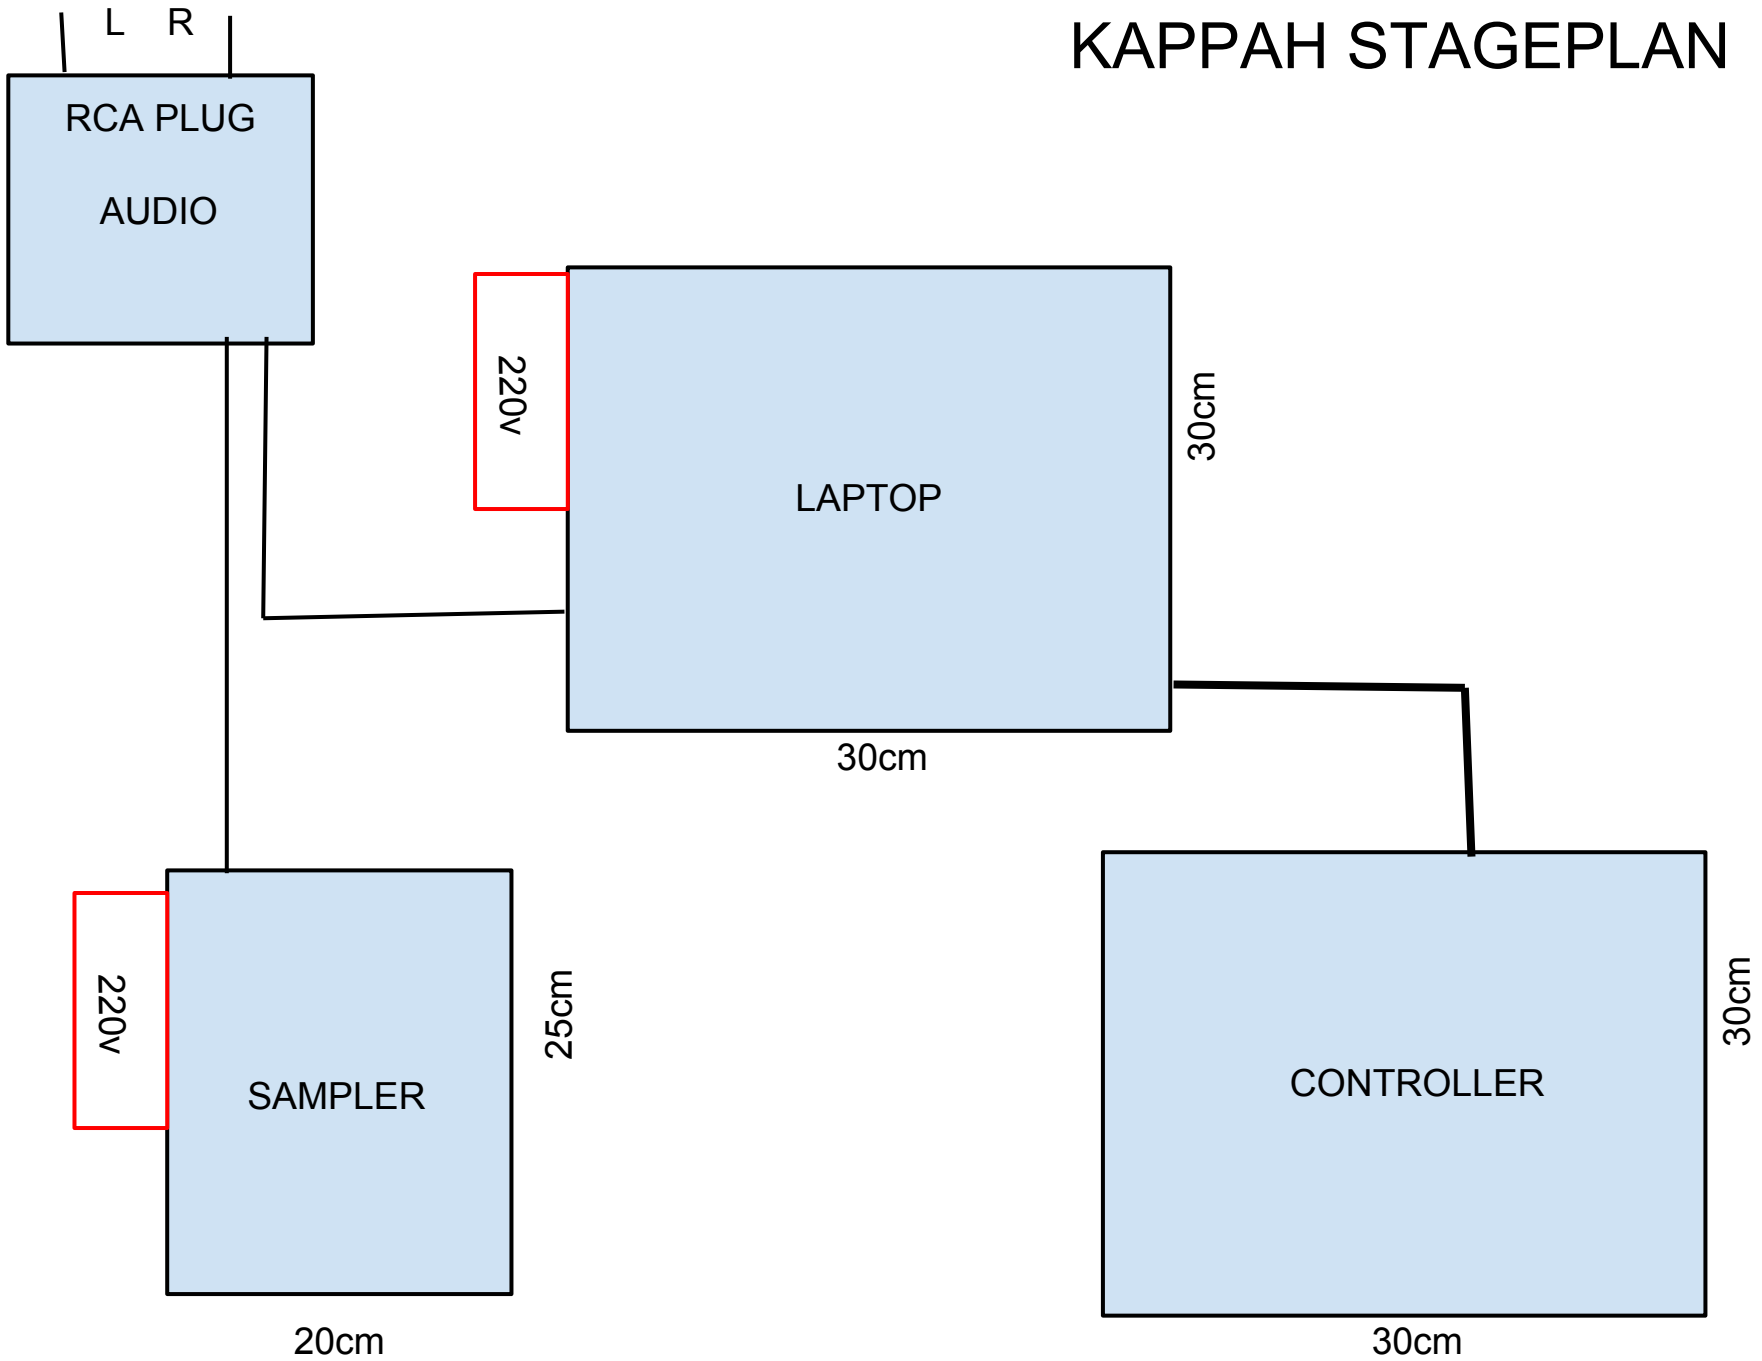 L R
KAPPAH STAGEPLAN
RCA PLUG
AUDIO
220v
LAPTOP
30cm
30cm
220v
SAMPLER
25cm
20cm
CONTROLLER
30cm
30cm